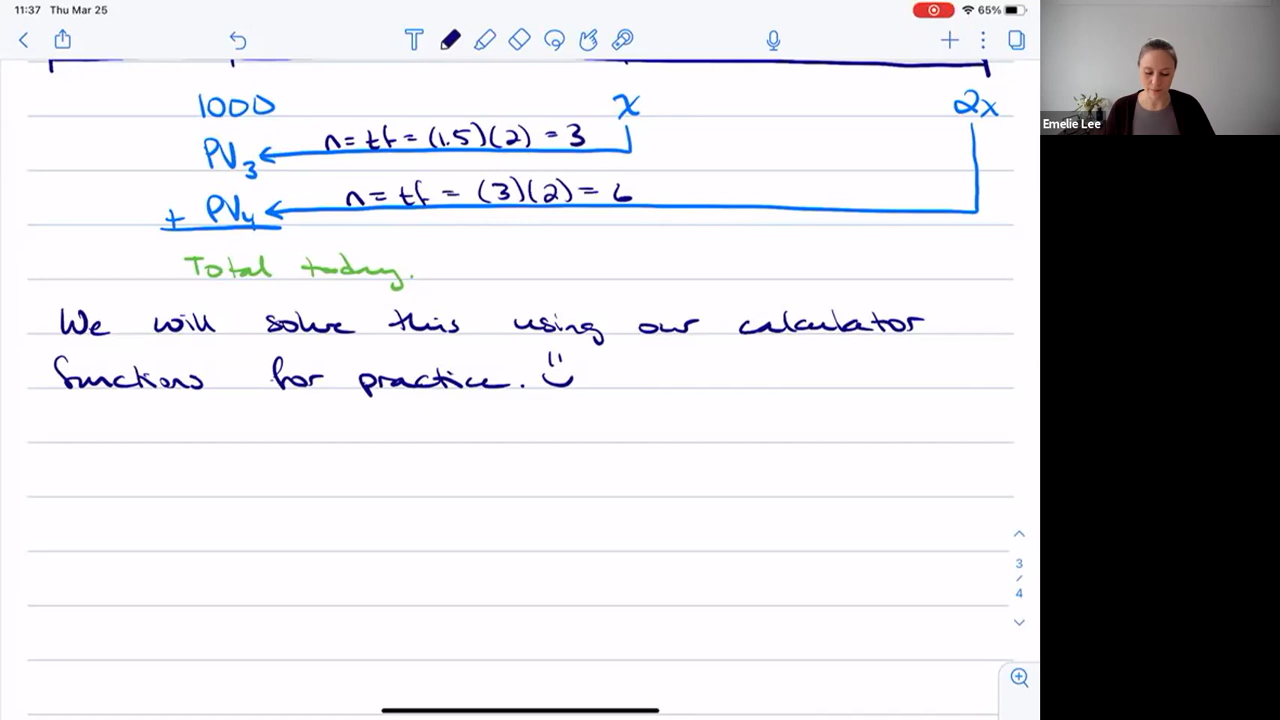 11:37 Thu Mar 25
65%
1000 x 2x
PV3 n = tf = (1.5)(2) = 3
+ PV4 n = tf = (3)(2) = 6
Total today.
We will solve this using our calculator
functions for practice.
Emelie Lee
3
/
4